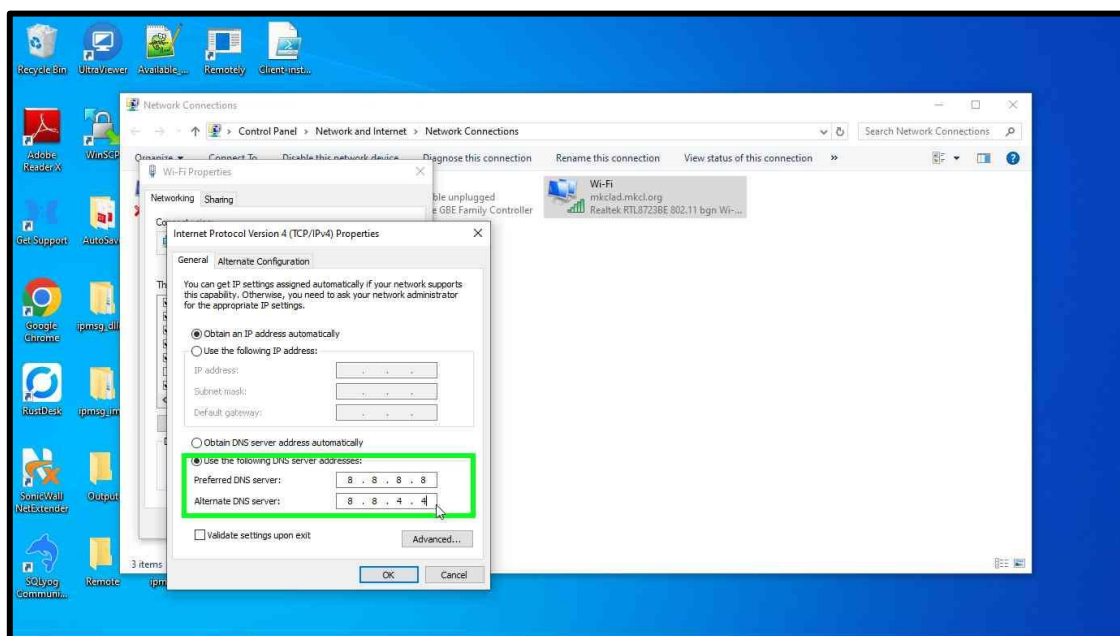 Recycle Bin
UltraViewer
Available_...
Remotely
Client-inst...
Adobe
Reader X
WinSCP
Get Support
AutoSav
Google
Chrome
ipmsg_dll
RustDesk
ipmsg_im
SonicWall
NetExtender
Output
SQLyog
Communi...
Remote
ipm
Network Connections
Control Panel > Network and Internet > Network Connections
Search Network Connections
Organize
Connect To
Disable this network device
Diagnose this connection
Rename this connection
View status of this connection
»
ble unplugged
e GBE Family Controller
Wi-Fi
mkclad.mkcl.org
Realtek RTL8723BE 802.11 bgn Wi-...
3 items
Wi-Fi Properties
Networking
Sharing
Th
Internet Protocol Version 4 (TCP/IPv4) Properties
General
Alternate Configuration
You can get IP settings assigned automatically if your network supports
this capability. Otherwise, you need to ask your network administrator
for the appropriate IP settings.
Obtain an IP address automatically
Use the following IP address:
IP address:
Subnet mask:
Default gateway:
Obtain DNS server address automatically
Use the following DNS server addresses:
Preferred DNS server: 8 . 8 . 8 . 8
Alternate DNS server: 8 . 8 . 4 . 4
Validate settings upon exit
Advanced...
OK
Cancel